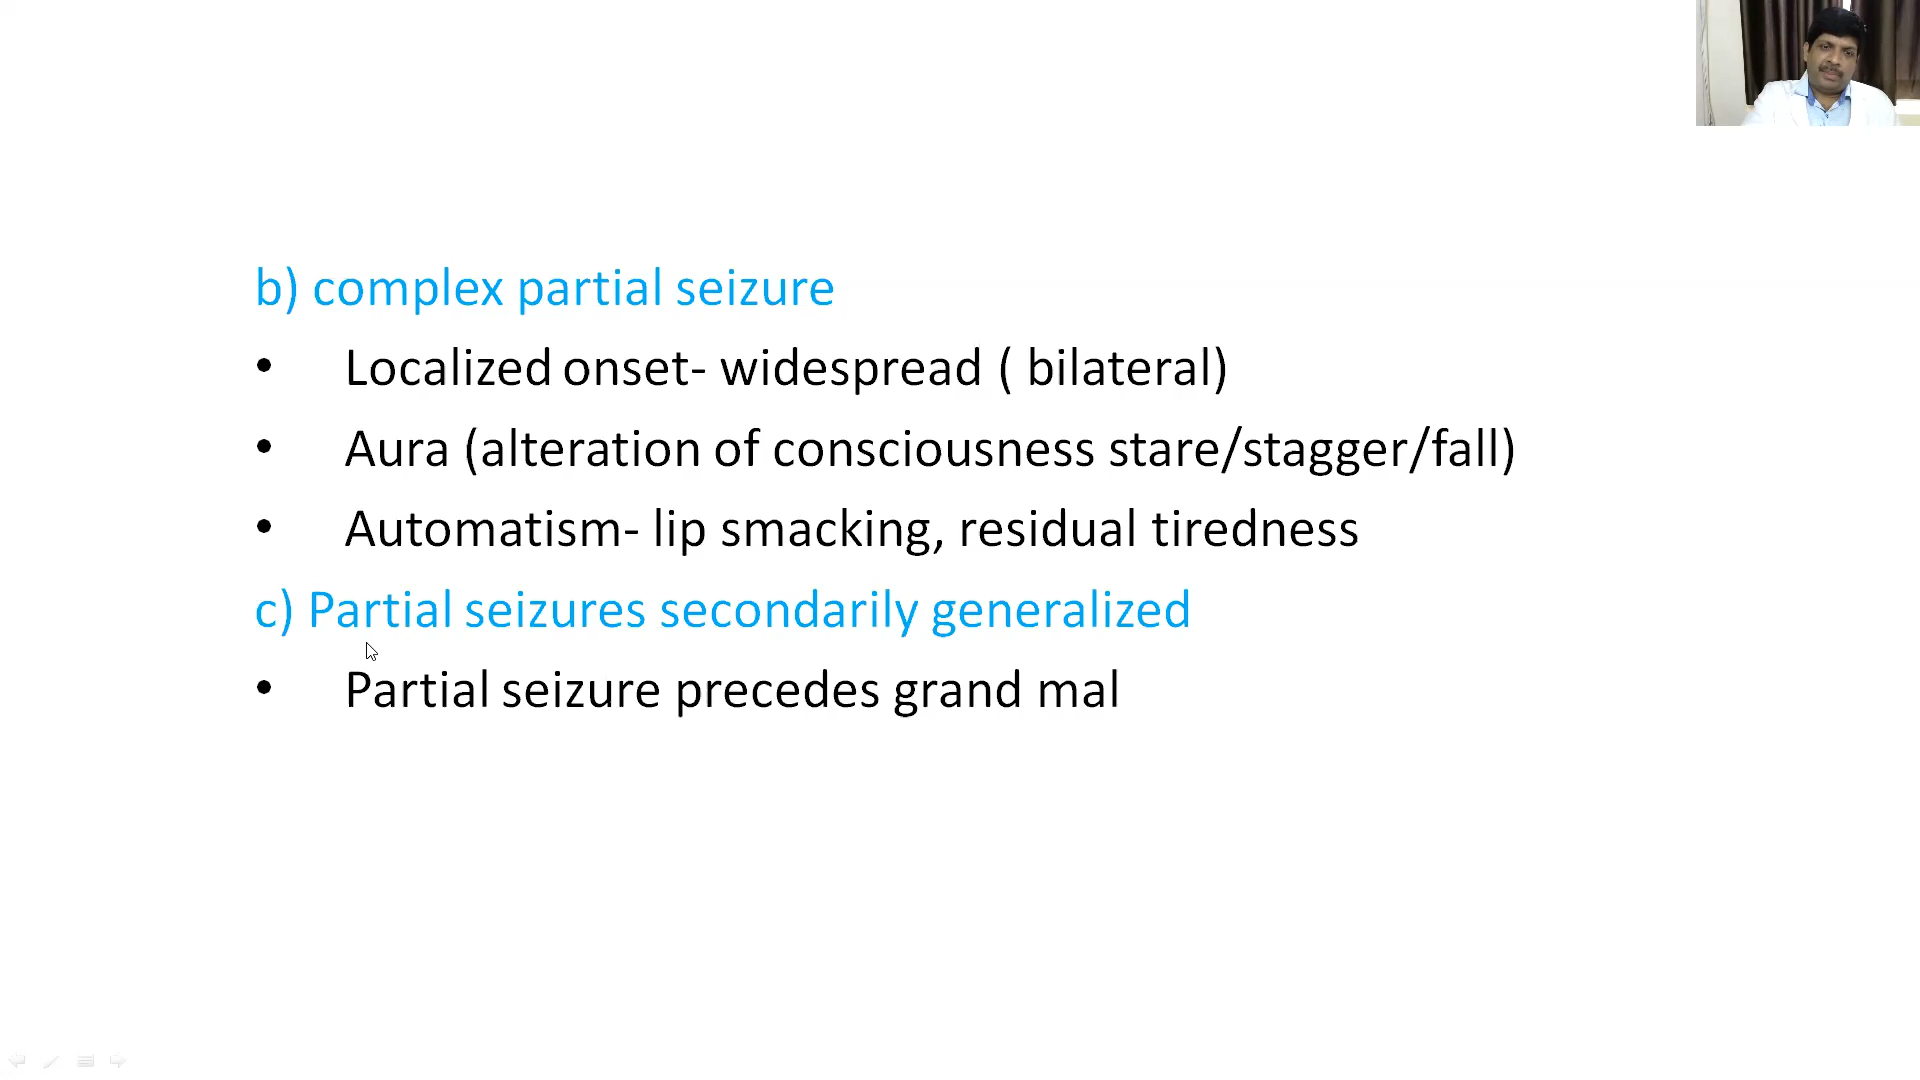 b) complex partial seizure
• Localized onset- widespread ( bilateral)
• Aura (alteration of consciousness stare/stagger/fall)
• Automatism- lip smacking, residual tiredness
c) Partial seizures secondarily generalized
• Partial seizure precedes grand mal